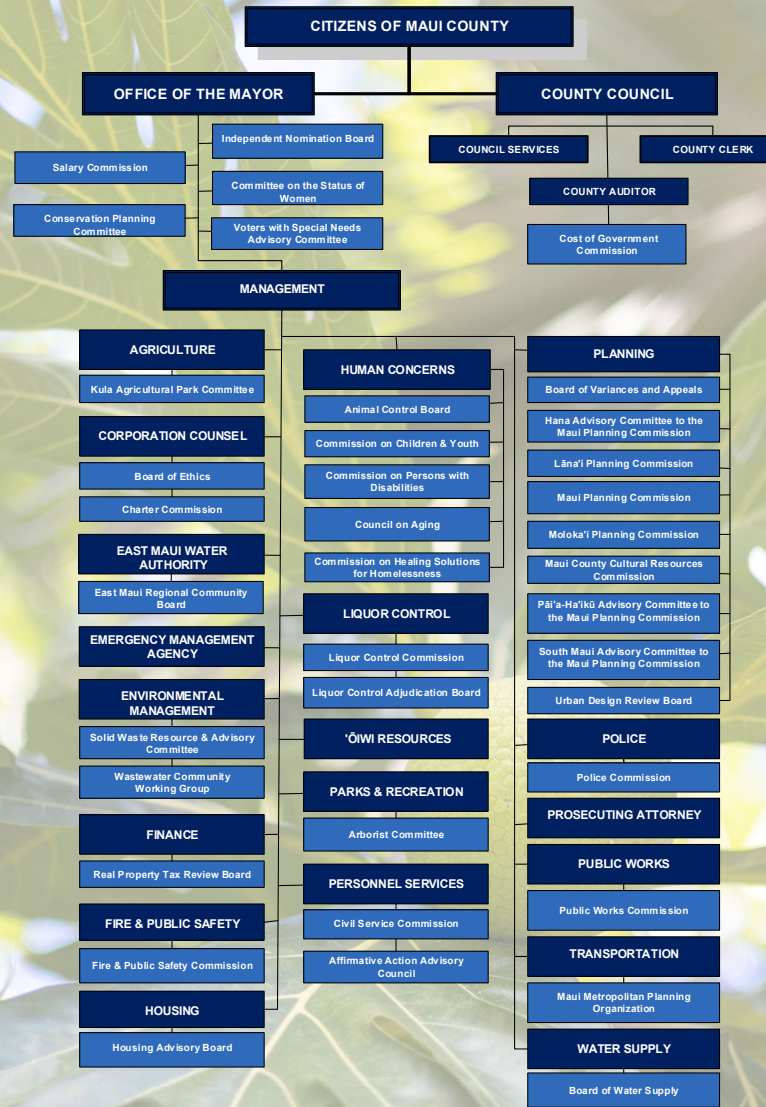 CITIZENS OF MAUI COUNTY
OFFICE OF THE MAYOR
COUNTY COUNCIL
Independent Nomination Board
Salary Commission
Committee on the Status of
Women
Conservation Planning
Committee
Voters with Special Needs
Advisory Committee
COUNCIL SERVICES
COUNTY CLERK
COUNTY AUDITOR
Cost of Government
Commission
MANAGEMENT
AGRICULTURE
Kula Agricultural Park Committee
CORPORATION COUNSEL
Board of Ethics
Charter Commission
EAST MAUI WATER
AUTHORITY
East Maui Regional Community
Board
EMERGENCY MANAGEMENT
AGENCY
ENVIRONMENTAL
MANAGEMENT
Solid Waste Resource & Advisory
Committee
Wastewater Community
Working Group
FINANCE
Real Property Tax Review Board
FIRE & PUBLIC SAFETY
Fire & Public Safety Commission
HOUSING
Housing Advisory Board
HUMAN CONCERNS
Animal Control Board
Commission on Children & Youth
Commission on Persons with
Disabilities
Council on Aging
Commission on Healing Solutions
for Homelessness
LIQUOR CONTROL
Liquor Control Commission
Liquor Control Adjudication Board
'ŌIWI RESOURCES
PARKS & RECREATION
Arborist Committee
PERSONNEL SERVICES
Civil Service Commission
Affirmative Action Advisory
Council
PLANNING
Board of Variances and Appeals
Hana Advisory Committee to the
Maui Planning Commission
Lāna'i Planning Commission
Maui Planning Commission
Moloka'i Planning Commission
Maui County Cultural Resources
Commission
Pāi'a-Ha'ikū Advisory Committee to
the Maui Planning Commission
South Maui Advisory Committee to
the Maui Planning Commission
Urban Design Review Board
POLICE
Police Commission
PROSECUTING ATTORNEY
PUBLIC WORKS
Public Works Commission
TRANSPORTATION
Maui Metropolitan Planning
Organization
WATER SUPPLY
Board of Water Supply